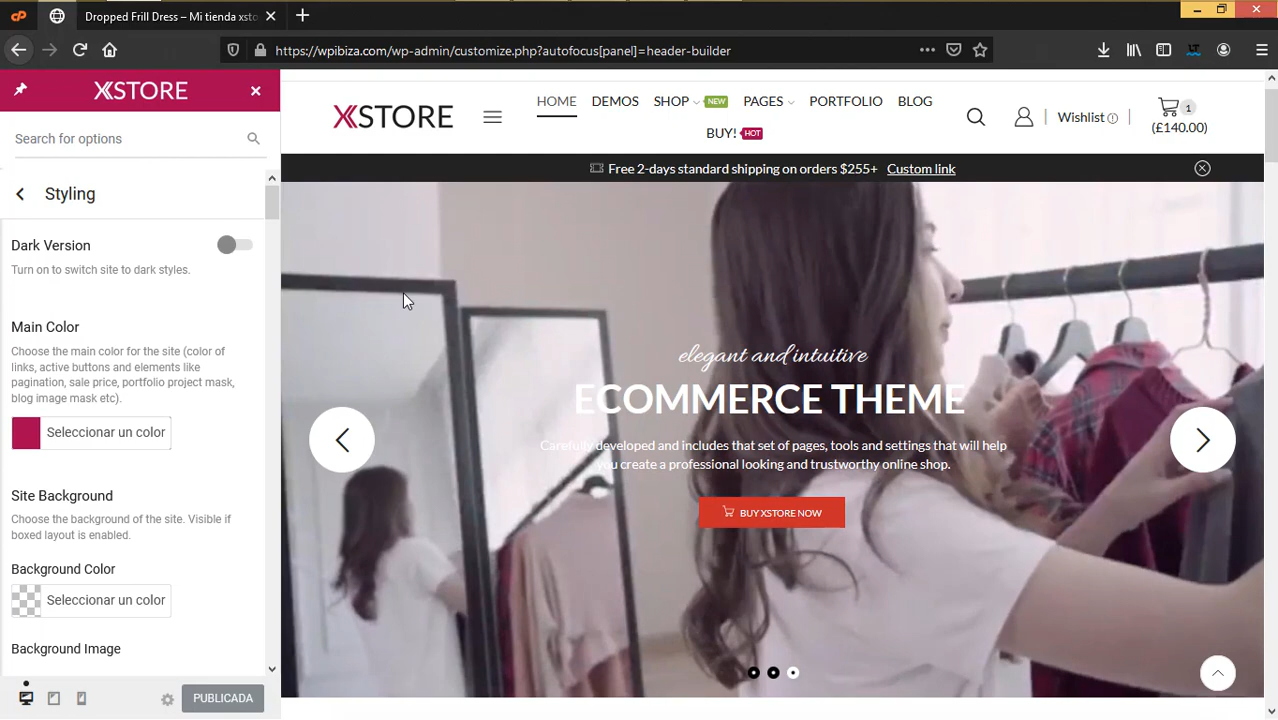 Dropped Frill Dress – Mi tienda xsto
https://wpibiza.com/wp-admin/customize.php?autofocus[panel]=header-builder
XSTORE
Search for options
Styling
Dark Version
Turn on to switch site to dark styles.
Main Color
Choose the main color for the site (color of
links, active buttons and elements like
pagination, sale price, portfolio project mask,
blog image mask etc).
Seleccionar un color
Site Background
Choose the background of the site. Visible if
boxed layout is enabled.
Background Color
Seleccionar un color
Background Image
PUBLICADA
XSTORE
HOME DEMOS SHOP NEW PAGES PORTFOLIO BLOG
BUY! HOT
Wishlist
1
(£140.00)
Free 2-days standard shipping on orders $255+ Custom link
elegant and intuitive
ECOMMERCE THEME
Carefully developed and includes that set of pages, tools and settings that will help
you create a professional looking and trustworthy online shop.
BUY XSTORE NOW